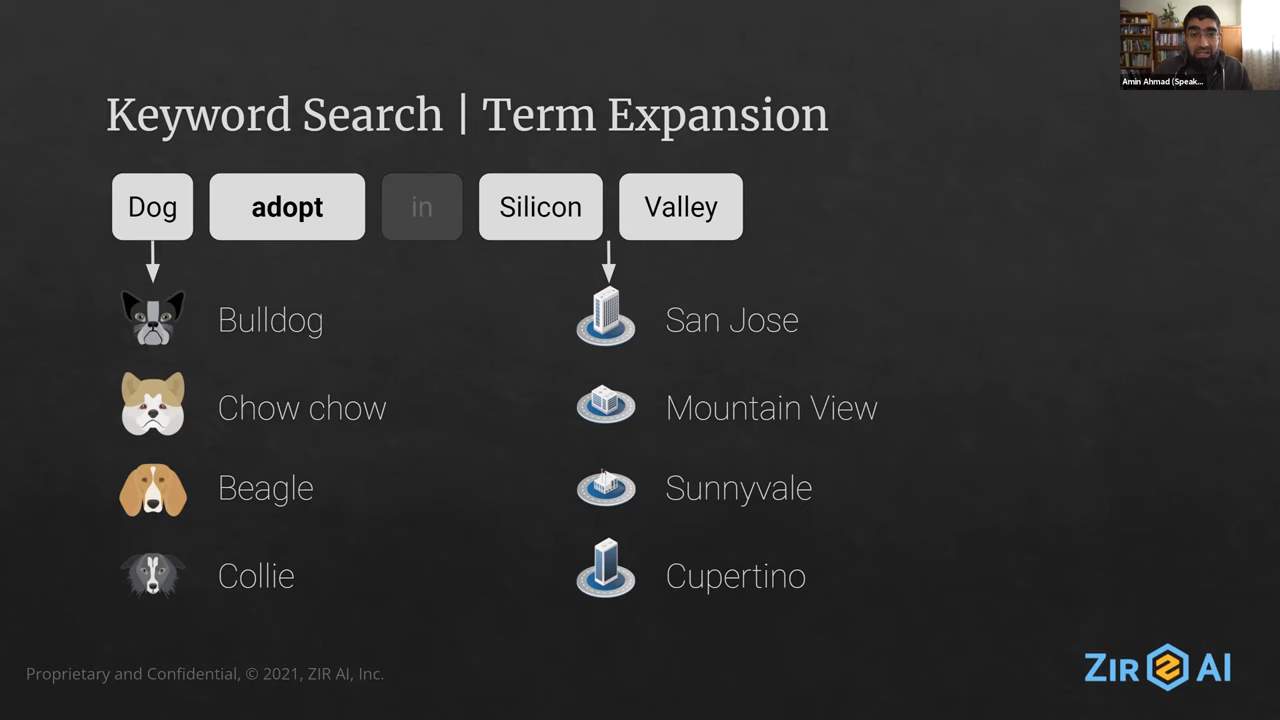 Amin Ahmad (Speak...
Keyword Search | Term Expansion
Dog adopt in Silicon Valley
Bulldog San Jose
Chow chow Mountain View
Beagle Sunnyvale
Collie Cupertino
Proprietary and Confidential, © 2021, ZIR AI, Inc.
ZIR AI